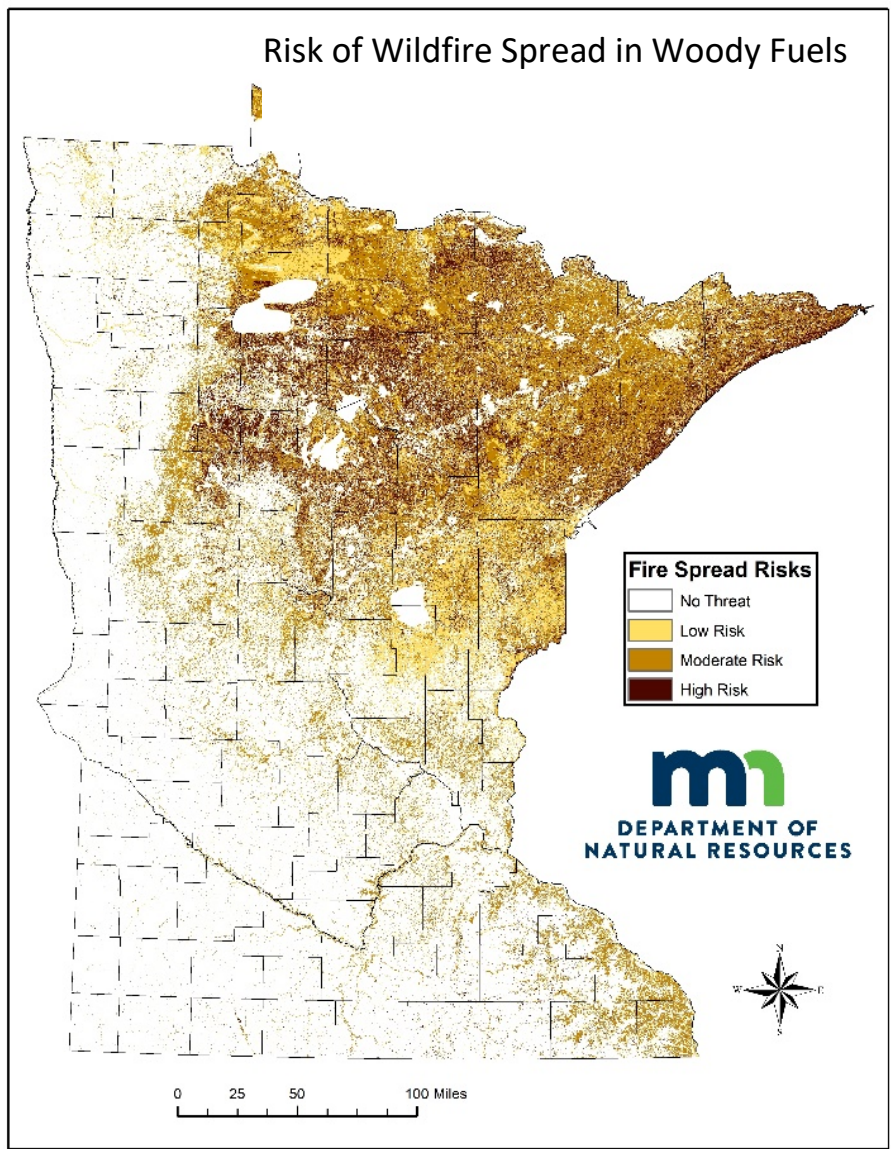 Risk of Wildfire Spread in Woody Fuels
Fire Spread Risks
No Threat
Low Risk
Moderate Risk
High Risk
mn
DEPARTMENT OF
NATURAL RESOURCES
N
W E
S
0 25 50 100 Miles